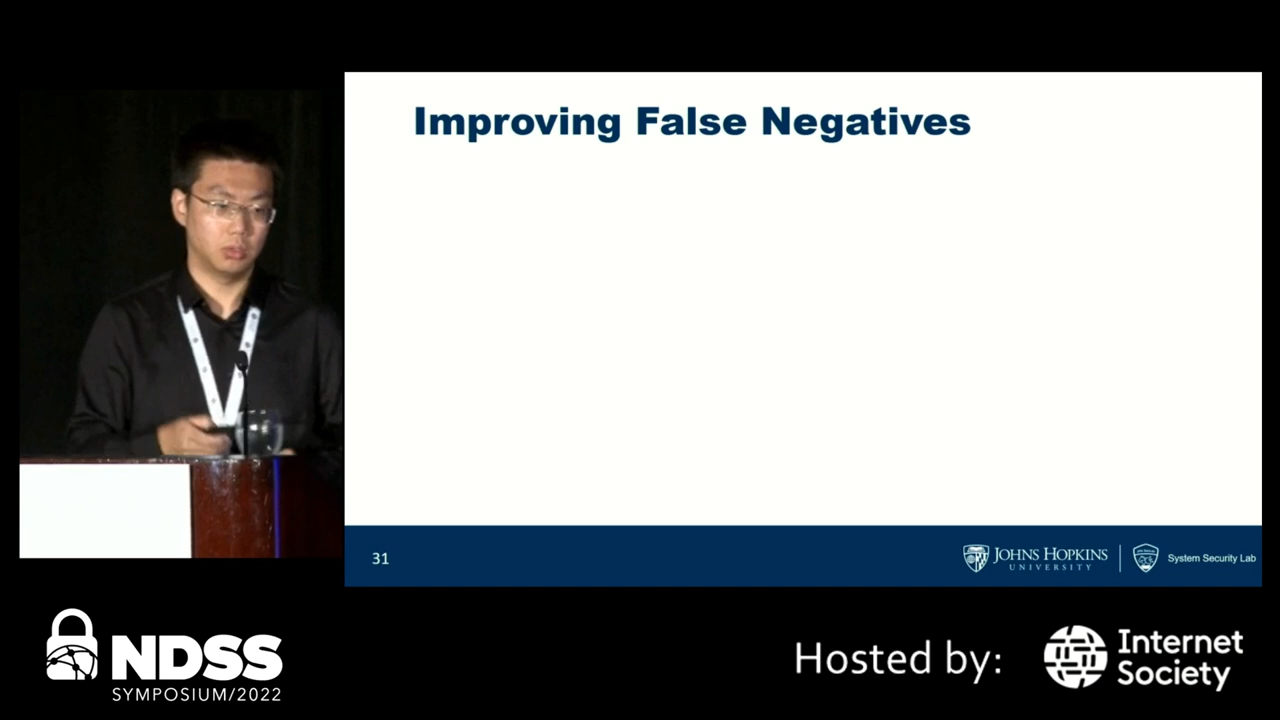 Improving False Negatives
31
JOHNS HOPKINS
UNIVERSITY
System Security Lab
NDSS
SYMPOSIUM/2022
Hosted by:
Internet
Society